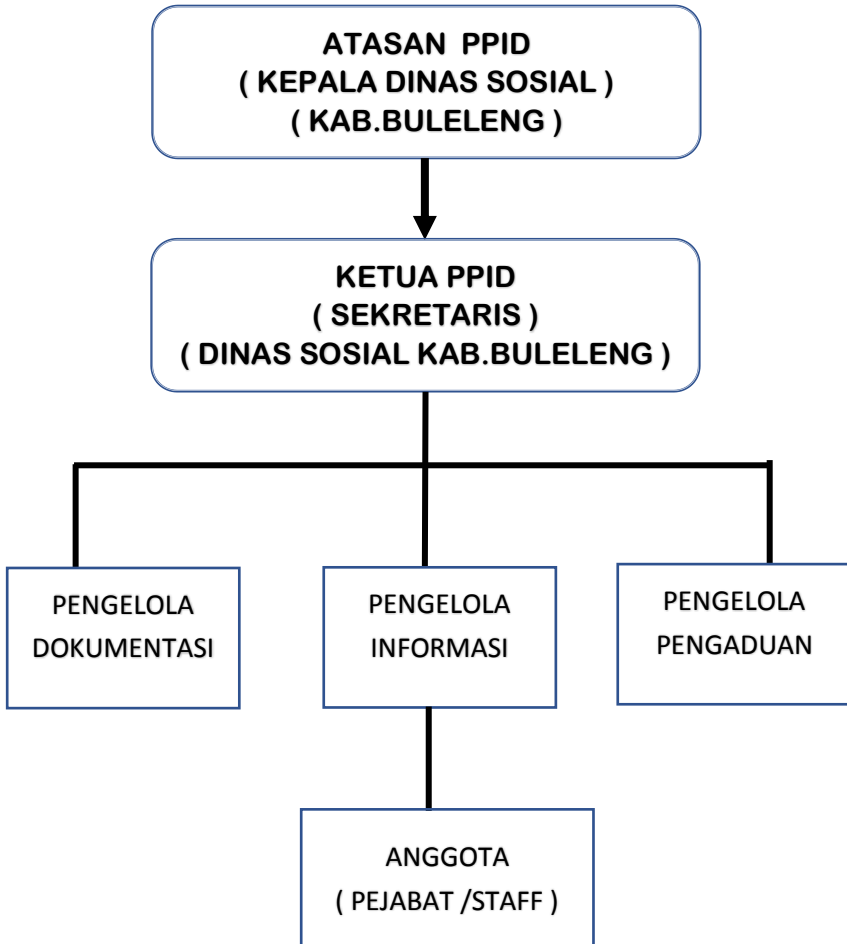 ATASAN PPID
( KEPALA DINAS SOSIAL )
( KAB.BULELENG )
KETUA PPID
( SEKRETARIS )
( DINAS SOSIAL KAB.BULELENG )
PENGELOLA
DOKUMENTASI
PENGELOLA
INFORMASI
PENGELOLA
PENGADUAN
ANGGOTA
( PEJABAT /STAFF )